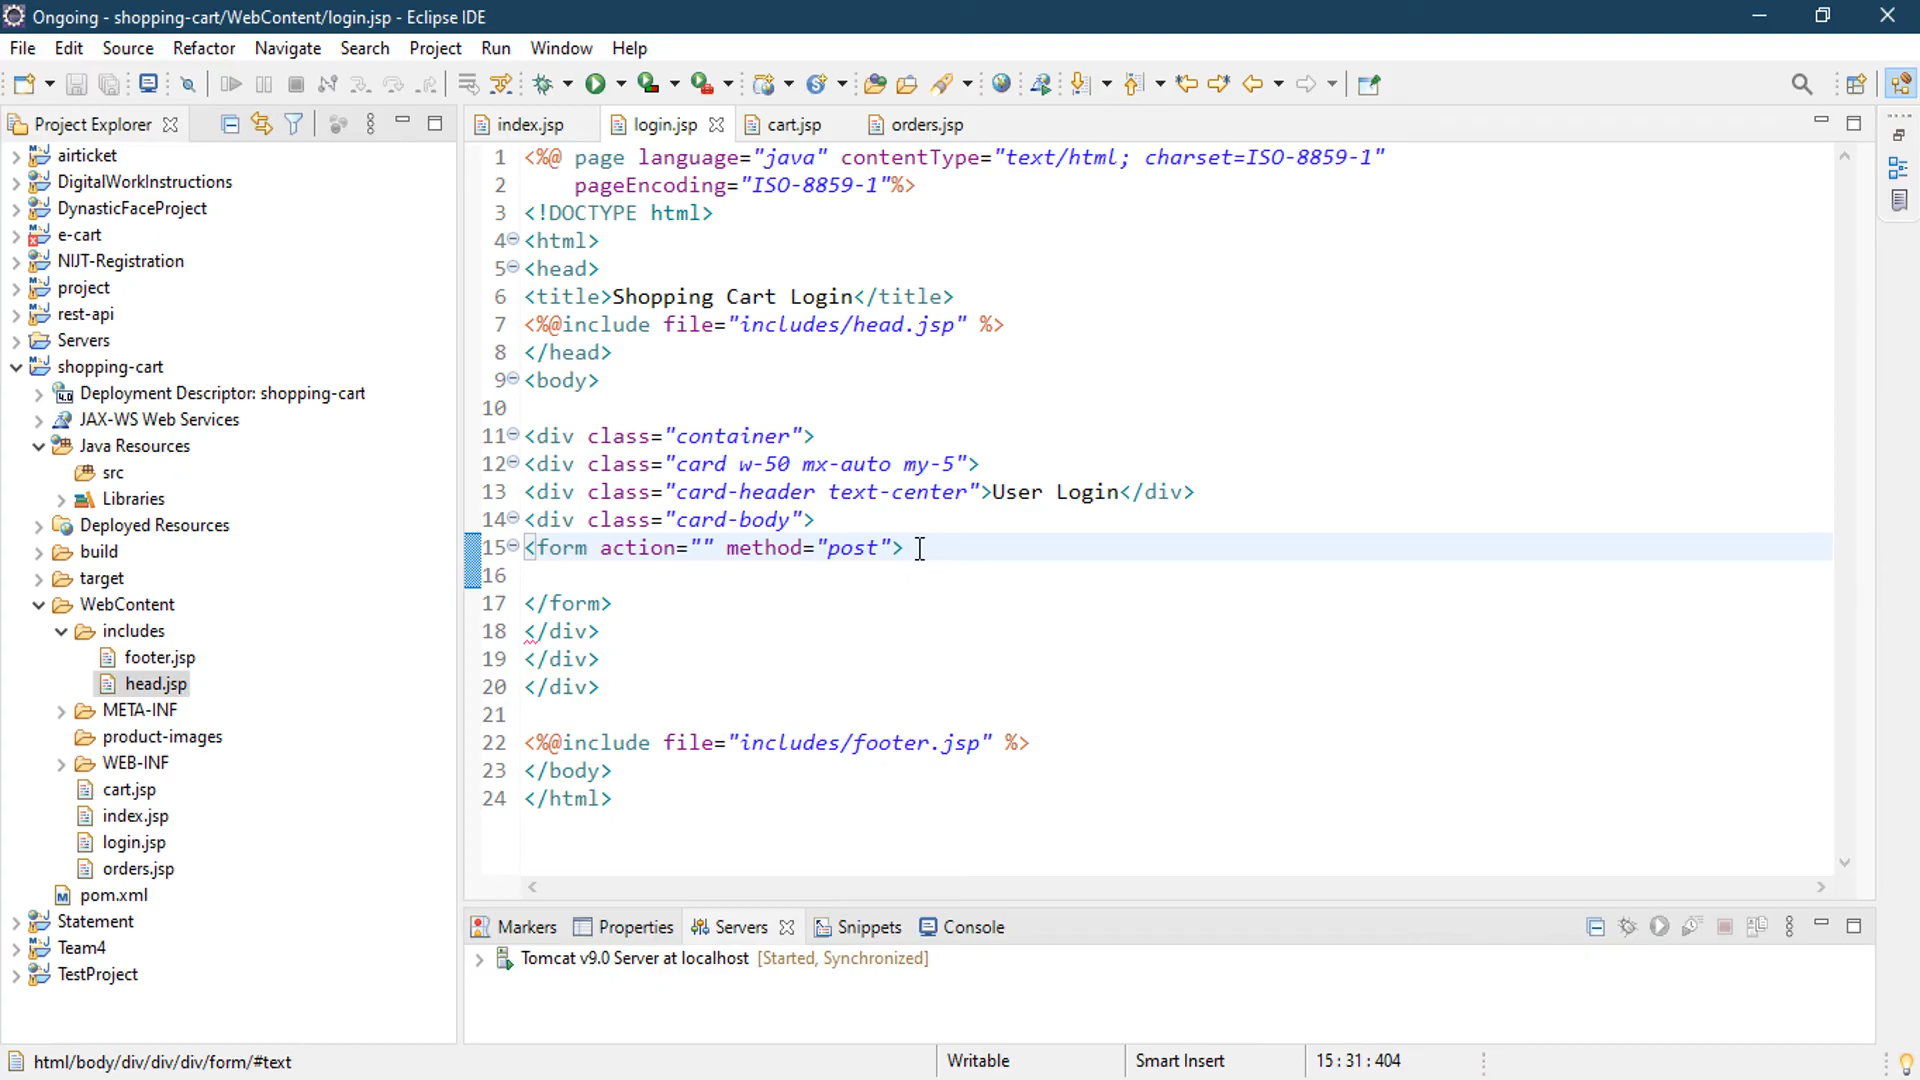 Ongoing - shopping-cart/WebContent/login.jsp - Eclipse IDE
File Edit Source Refactor Navigate Search Project Run Window Help
Project Explorer
airticket
DigitalWorkInstructions
DynasticFaceProject
e-cart
NIJT-Registration
project
rest-api
Servers
shopping-cart
Deployment Descriptor: shopping-cart
JAX-WS Web Services
Java Resources
src
Libraries
Deployed Resources
build
target
WebContent
includes
footer.jsp
head.jsp
META-INF
product-images
WEB-INF
cart.jsp
index.jsp
login.jsp
orders.jsp
pom.xml
Statement
Team4
TestProject
index.jsp login.jsp cart.jsp orders.jsp
1 <%@ page language="java" contentType="text/html; charset=ISO-8859-1"
2 pageEncoding="ISO-8859-1"%>
3 <!DOCTYPE html>
4 <html>
5 <head>
6 <title>Shopping Cart Login</title>
7 <%@include file="includes/head.jsp" %>
8 </head>
9 <body>
10
11 <div class="container">
12 <div class="card w-50 mx-auto my-5">
13 <div class="card-header text-center">User Login</div>
14 <div class="card-body">
15 <form action="" method="post">
16
17 </form>
18 </div>
19 </div>
20 </div>
21
22 <%@include file="includes/footer.jsp" %>
23 </body>
24 </html>
Markers Properties Servers Snippets Console
Tomcat v9.0 Server at localhost [Started, Synchronized]
html/body/div/div/div/form/#text Writable Smart Insert 15 : 31 : 404